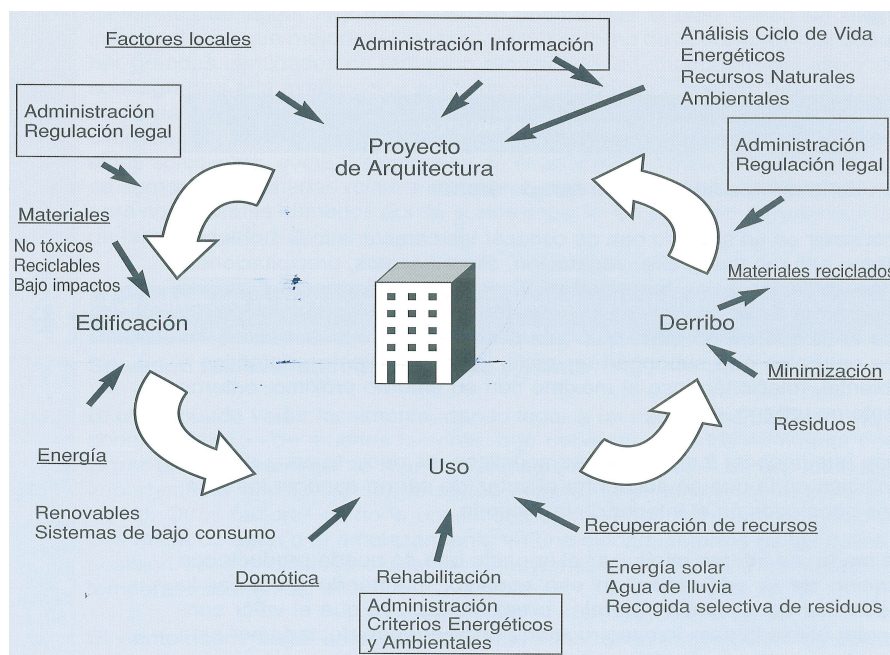 Factores locales
Administración Información
Análisis Ciclo de Vida
Energéticos
Recursos Naturales
Ambientales
Administración
Regulación legal
Proyecto
de Arquitectura
Administración
Regulación legal
Materiales
No tóxicos
Reciclables
Bajo impactos
Materiales reciclados
Edificación
Derribo
Minimización
Residuos
Energía
Uso
Renovables
Sistemas de bajo consumo
Recuperación de recursos
Domótica
Rehabilitación
Energía solar
Agua de lluvia
Recogida selectiva de residuos
Administración
Criterios Energéticos
y Ambientales